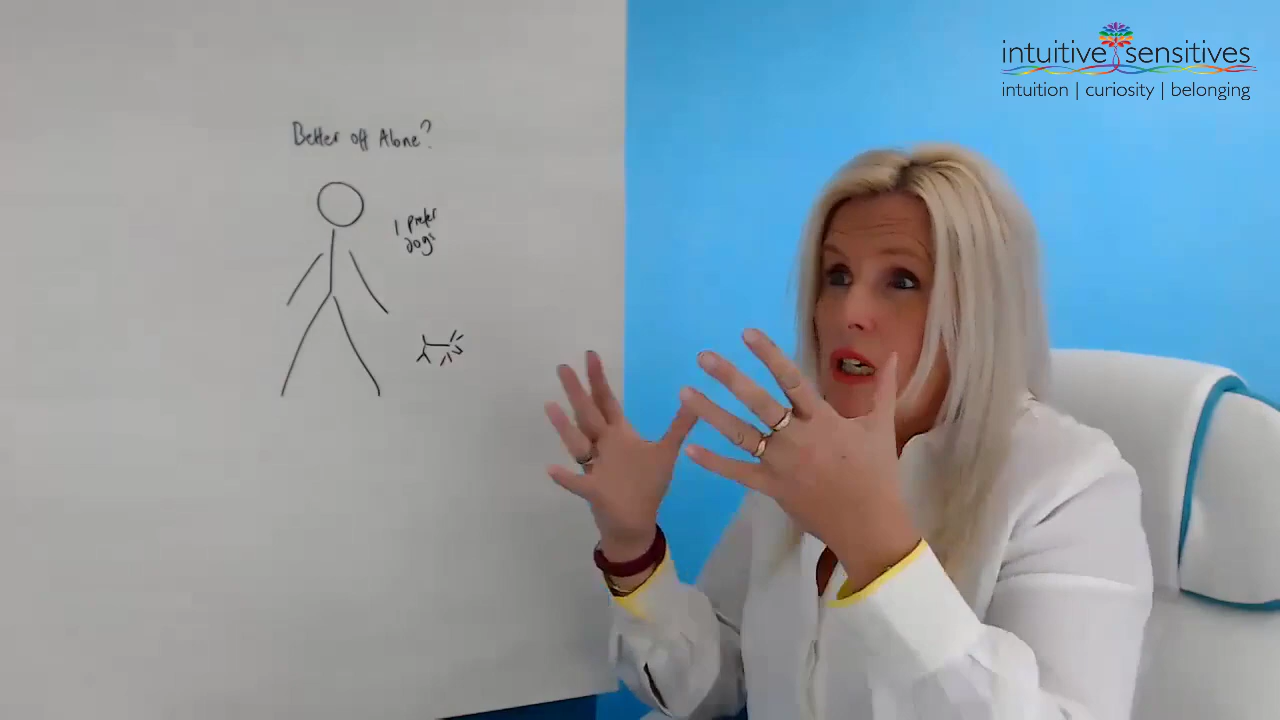 intuitive sensitives
intuition | curiosity | belonging
Better off Alone?
I prefer
dogs